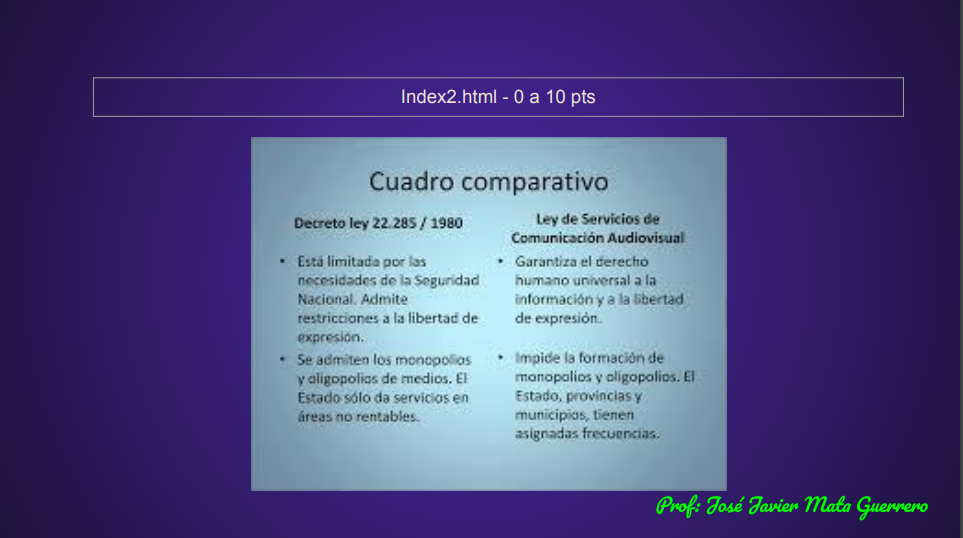 Index2.html - 0 a 10 pts
Cuadro comparativo
Decreto ley 22.285 / 1980
Está limitada por las
necesidades de la Seguridad
Nacional. Admite
restricciones a la libertad de
expresión.
• Se admiten los monopolios
y oligopolios de medios. El
Estado sólo da servicios en
áreas no rentables.
Ley de Servicios de
Comunicación Audiovisual
• Garantiza el derecho
humano universal a la
información y a la libertad
de expresión.
• Impide la formación de
monopolios y oligopolios. El
Estado, provincias y
municipios, tienen
asignadas frecuencias.
Prof: José Javier Mata Guerrero